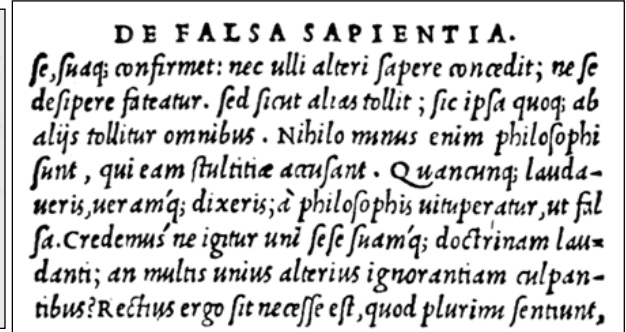 DE FALSA SAPIENTIA.
ſe, ſuaq; confirmet: nec ulli alteri ſapere concedit; ne ſe
deſipere fateatur. ſed ſicut alias tollit; ſic ipſa quoq; ab
alijs tollitur omnibus. Nihilo minus enim philoſophi
ſunt, qui eam ſtultitiæ accuſant. Quancunq; lauda-
ueris, ueramq́; dixeris; à philoſophis uituperatur, ut fal
ſa. Credemuś ne igitur uni ſeſe ſuamq́; doctrinam lau=
danti; an multis unius alterius ignorantiam culpan-
tibus? Rectius ergo ſit neceſſe eſt, quod plurimi ſentiunt,